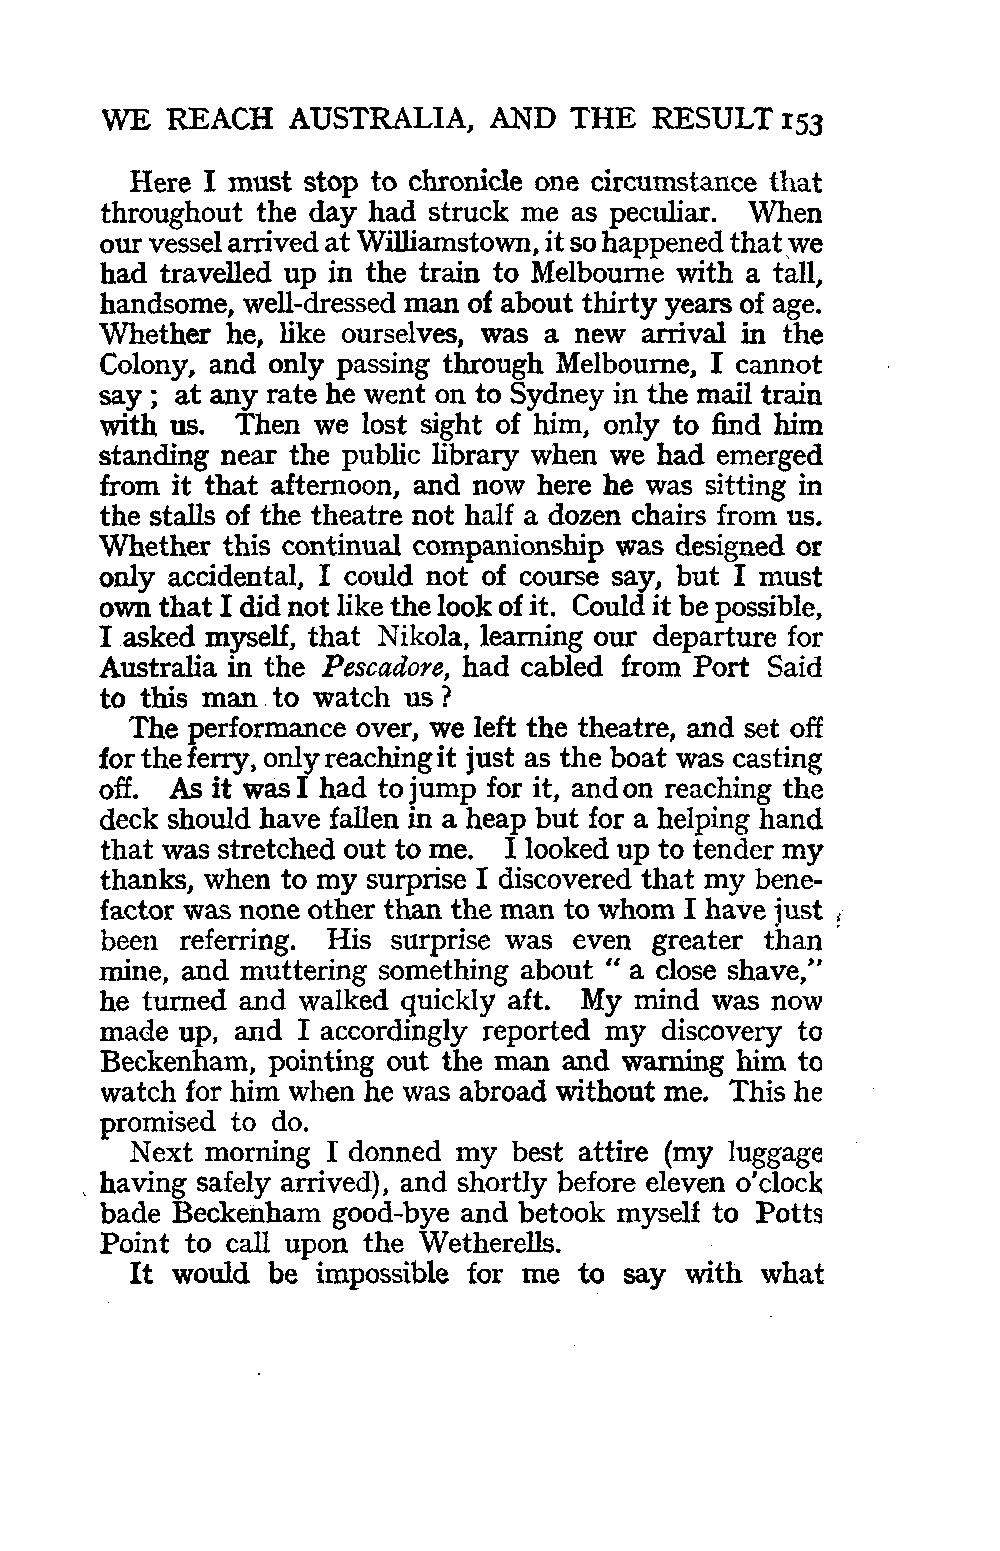 WE REACH AUSTRALIA, AND THE RESULT 153
Here I must stop to chronicle one circumstance that
throughout the day had struck me as peculiar. When
our vessel arrived at Williamstown, it so happened that we
had travelled up in the train to Melbourne with a tall,
handsome, well-dressed man of about thirty years of age.
Whether he, like ourselves, was a new arrival in the
Colony, and only passing through Melbourne, I cannot
say ; at any rate he went on to Sydney in the mail train
with us. Then we lost sight of him, only to find him
standing near the public library when we had emerged
from it that afternoon, and now here he was sitting in
the stalls of the theatre not half a dozen chairs from us.
Whether this continual companionship was designed or
only accidental, I could not of course say, but I must
own that I did not like the look of it. Could it be possible,
I asked myself, that Nikola, learning our departure for
Australia in the Pescadore, had cabled from Port Said
to this man to watch us ?
The performance over, we left the theatre, and set off
for the ferry, only reaching it just as the boat was casting
off. As it was I had to jump for it, and on reaching the
deck should have fallen in a heap but for a helping hand
that was stretched out to me. I looked up to tender my
thanks, when to my surprise I discovered that my bene-
factor was none other than the man to whom I have just
been referring. His surprise was even greater than
mine, and muttering something about " a close shave,"
he turned and walked quickly aft. My mind was now
made up, and I accordingly reported my discovery to
Beckenham, pointing out the man and warning him to
watch for him when he was abroad without me. This he
promised to do.
Next morning I donned my best attire (my luggage
having safely arrived), and shortly before eleven o'clock
bade Beckenham good-bye and betook myself to Potts
Point to call upon the Wetherells.
It would be impossible for me to say with what